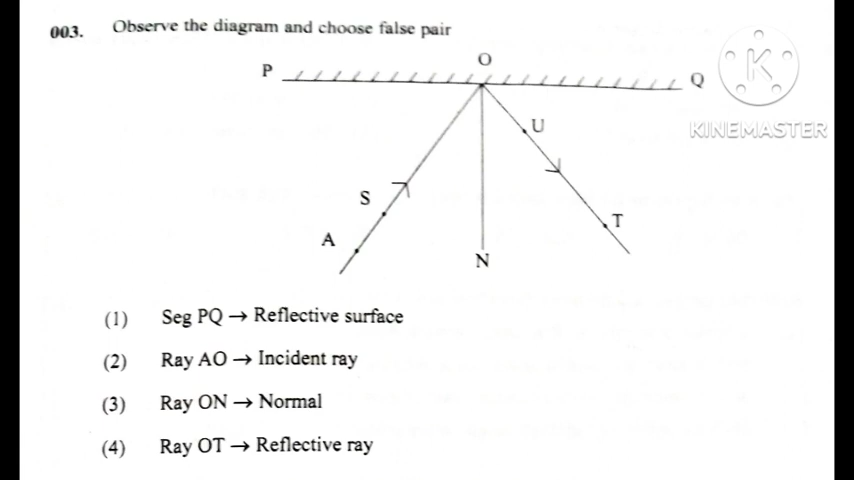 003. Observe the diagram and choose false pair
P
O
Q
K
KINEMASTER
U
S
T
A
N
(1) Seg PQ → Reflective surface
(2) Ray AO → Incident ray
(3) Ray ON → Normal
(4) Ray OT → Reflective ray